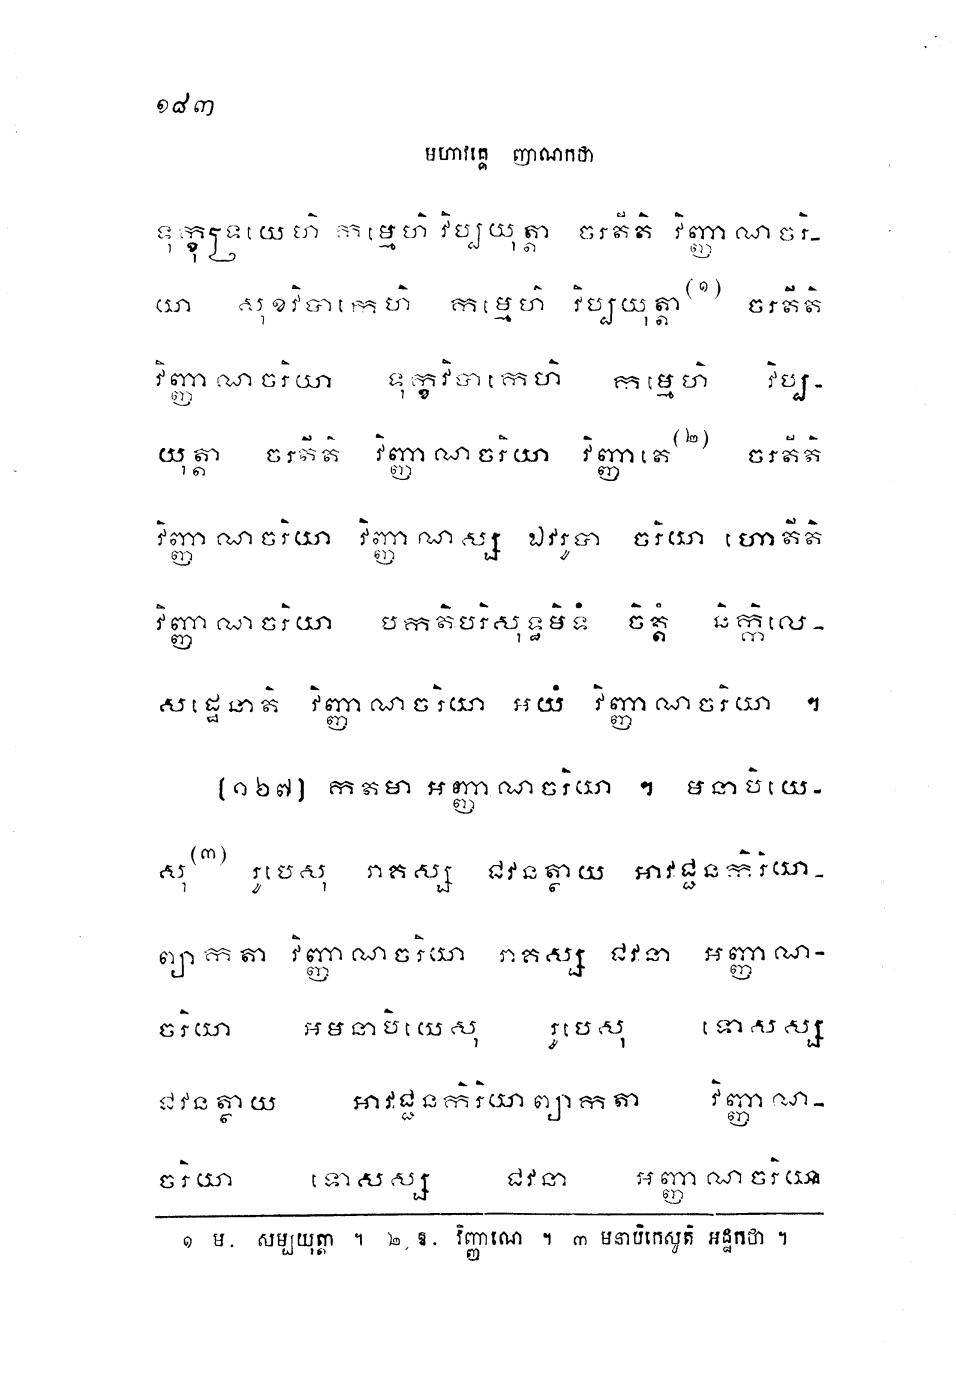 ១៨៣
មហាវគ្គេ ញាណកថា
ទុក្ខុទ្រយេហិ កម្មេហិ វិប្បយុត្តា ចរតីតិ វិញ្ញាណចរិ-
យា សុខវិបាកេហិ កម្មេហិ វិប្បយុត្តា(១) ចរតីតិ
វិញ្ញាណចរិយា ទុក្ខវិបាកេហិ កម្មេហិ វិប្ប-
យុត្តា ចរតីតិ វិញ្ញាណចរិយា វិញ្ញាតេ(២) ចរតីតិ
វិញ្ញាណចរិយា វិញ្ញាណស្ស ឯវរូបា ចរិយា ហោតីតិ
វិញ្ញាណចរិយា បកតិបរិសុទ្ធមិទំ ចិត្តំ និក្កិលេ-
សដ្ឋេនាតិ វិញ្ញាណចរិយា អយំ វិញ្ញាណចរិយា ។
[១៦៧] កតមា អញ្ញាណចរិយា ។ មនាបិយេ-
សុ(៣) រូបេសុ រាគស្ស ជវនត្ថាយ អាវជ្ជនកិរិយា-
ព្យាកតា វិញ្ញាណចរិយា រាគស្ស ជវនា អញ្ញាណ-
ចរិយា អមនាបិយេសុ រូបេសុ ទោសស្ស
ជវនត្ថាយ អាវជ្ជនកិរិយាព្យាកតា វិញ្ញាណ-
ចរិយា ទោសស្ស ជវនា អញ្ញាណចរិយា
១ ម. សម្បយុត្តា ។ ២ ឱ. វិញ្ញាណេ ។ ៣ មនាបិកេសូតិ អដ្ឋកថា ។